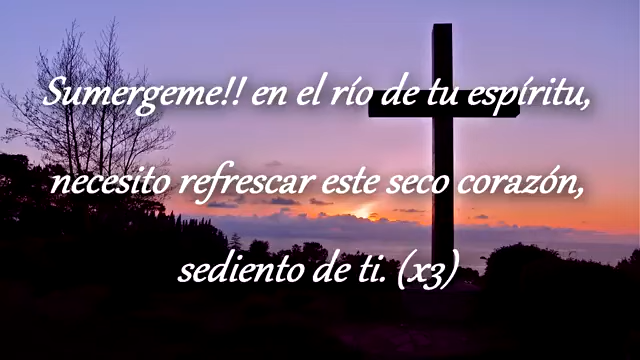 Sumergeme!! en el río de tu espíritu,
necesito refrescar este seco corazón,
sediento de ti. (x3)